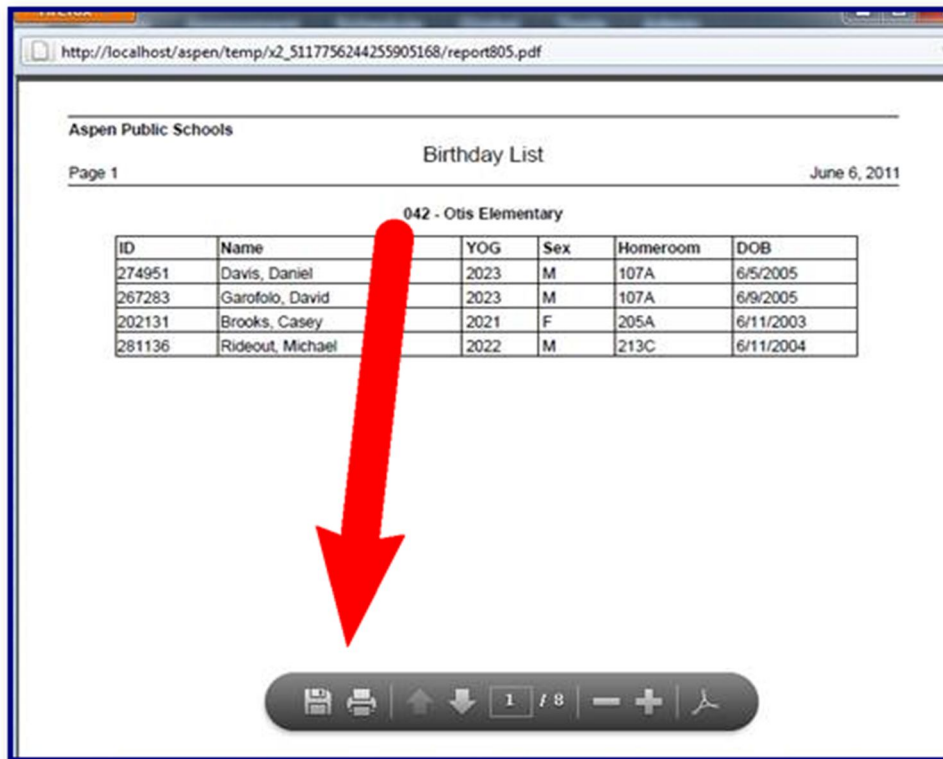 Firefox
http://localhost/aspen/temp/x2_5117756244255905168/report805.pdf
Aspen Public Schools
Birthday List
Page 1 June 6, 2011
042 - Otis Elementary
ID Name YOG Sex Homeroom DOB
274951 Davis, Daniel 2023 M 107A 6/5/2005
267283 Garofolo, David 2023 M 107A 6/9/2005
202131 Brooks, Casey 2021 F 205A 6/11/2003
281136 Rideout, Michael 2022 M 213C 6/11/2004
1 / 8